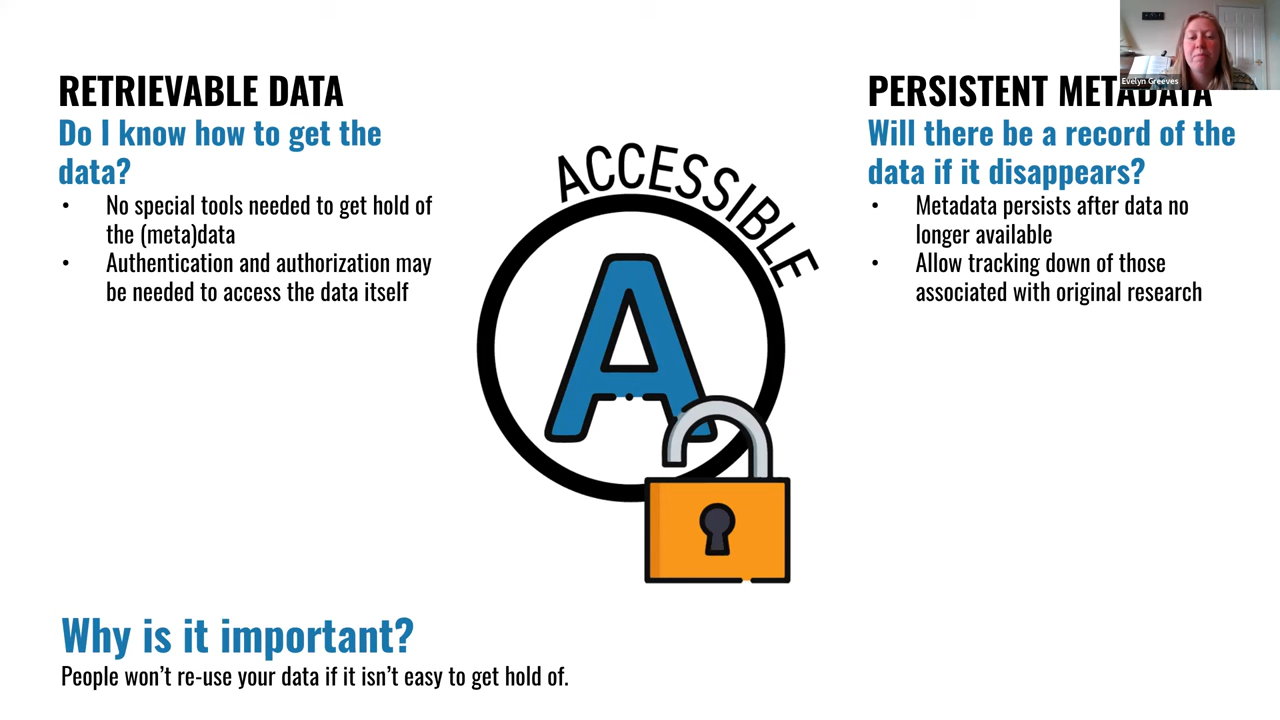 RETRIEVABLE DATA
Do I know how to get the
data?
• No special tools needed to get hold of
the (meta)data
• Authentication and authorization may
be needed to access the data itself
ACCESSIBLE
A
PERSISTENT METADATA
Will there be a record of the
data if it disappears?
• Metadata persists after data no
longer available
• Allow tracking down of those
associated with original research
Evelyn Greeves
Why is it important?
People won’t re-use your data if it isn’t easy to get hold of.